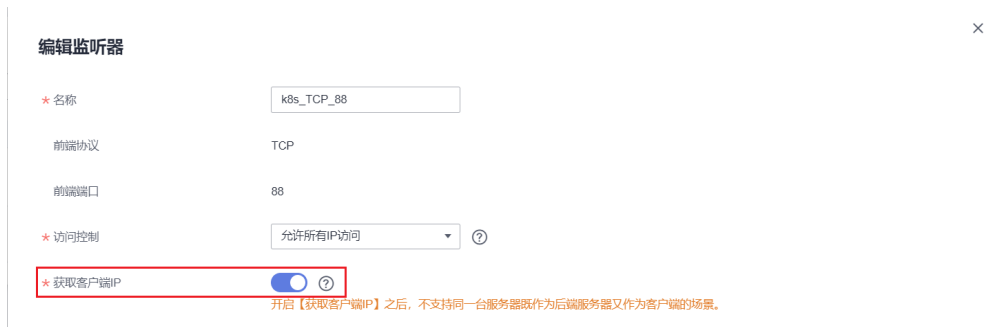 编辑监听器
* 名称 k8s_TCP_88
前端协议 TCP
前端端口 88
* 访问控制 允许所有IP访问 ?
* 获取客户端IP ?
开启【获取客户端IP】之后，不支持同一台服务器既作为后端服务器又作为客户端的场景。